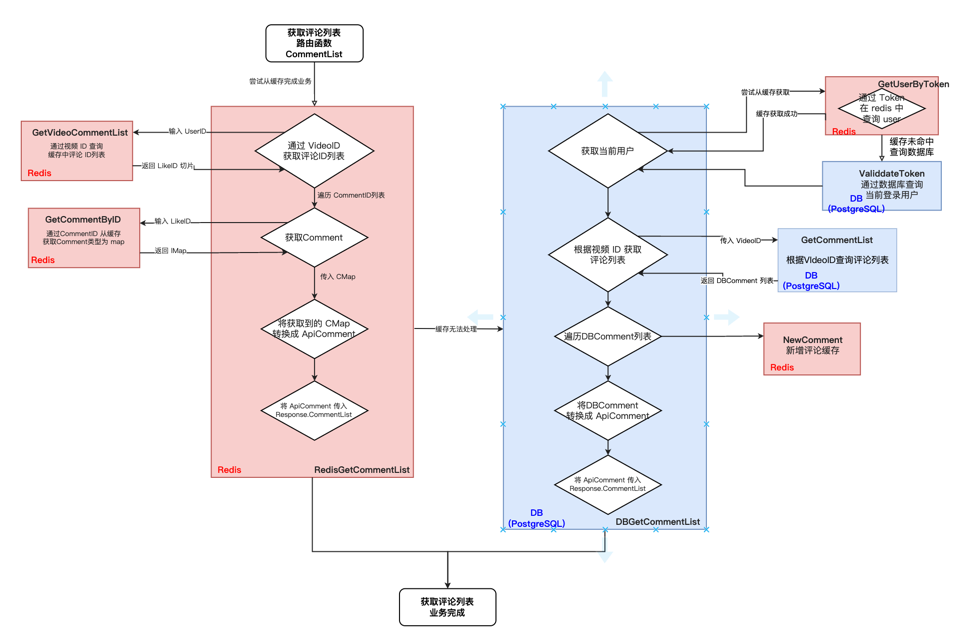 获取评论列表
路由函数
CommentList
尝试从缓存完成业务
GetVideoCommentList
通过视频 ID 查询
缓存中评论 ID列表
Redis
输入 UserID
返回 LikeID 切片
通过 VideoID
获取评论ID列表
遍历 CommentID列表
GetCommentByID
通过CommentID 从缓存
获取Comment类型为 map
Redis
输入 LikeID
返回 lMap
获取Comment
传入 CMap
将获取到的 CMap
转换成 ApiComment
将 ApiComment 传入
Response.CommentList
Redis
RedisGetCommentList
缓存无法处理
获取当前用户
尝试从缓存获取
缓存获取成功
GetUserByToken
通过 Token
在 redis 中
查询 user
Redis
缓存未命中
查询数据库
ValiddateToken
通过数据库查询
当前登录用户
DB
(PostgreSQL)
根据视频 ID 获取
评论列表
传入 VideoID
返回 DBComment 列表
GetCommentList
根据VIdeoID查询评论列表
DB
(PostgreSQL)
遍历DBComment列表
NewComment
新增评论缓存
Redis
将DBComment
转换成 ApiComment
将 ApiComment 传入
Response.CommentList
DB
(PostgreSQL)
DBGetCommentList
获取评论列表
业务完成